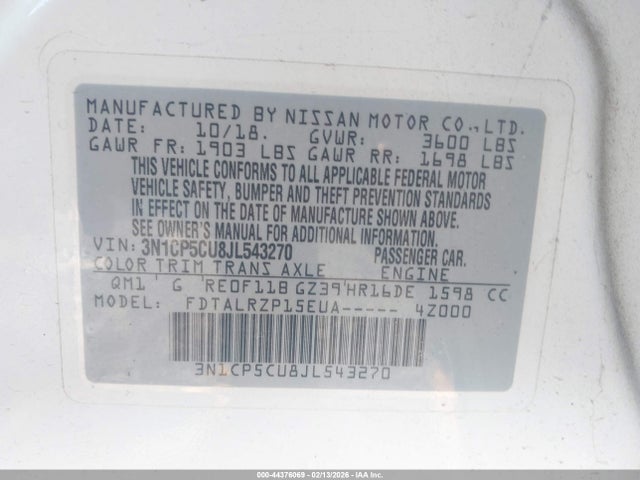 MANUFACTURED BY NISSAN MOTOR CO., LTD.
DATE: 10/18. GVWR: 3600 LBS
GAWR FR: 1903 LBS GAWR RR: 1698 LBS
THIS VEHICLE CONFORMS TO ALL APPLICABLE FEDERAL MOTOR
VEHICLE SAFETY, BUMPER AND THEFT PREVENTION STANDARDS
IN EFFECT ON THE DATE OF MANUFACTURE SHOWN ABOVE.
SEE OWNER'S MANUAL FOR ADDITIONAL INFORMATION.
VIN: 3N1CP5CU8JL543270 PASSENGER CAR.
COLOR TRIM TRANS AXLE ENGINE
QM1 G RE0F11B GZ39 HR16DE 1598 CC
MODEL: FDTALRZP15EUA----- 4Z000
3N1CP5CU8JL543270
000-44376069 - 02/13/2026 - IAAI, Inc.